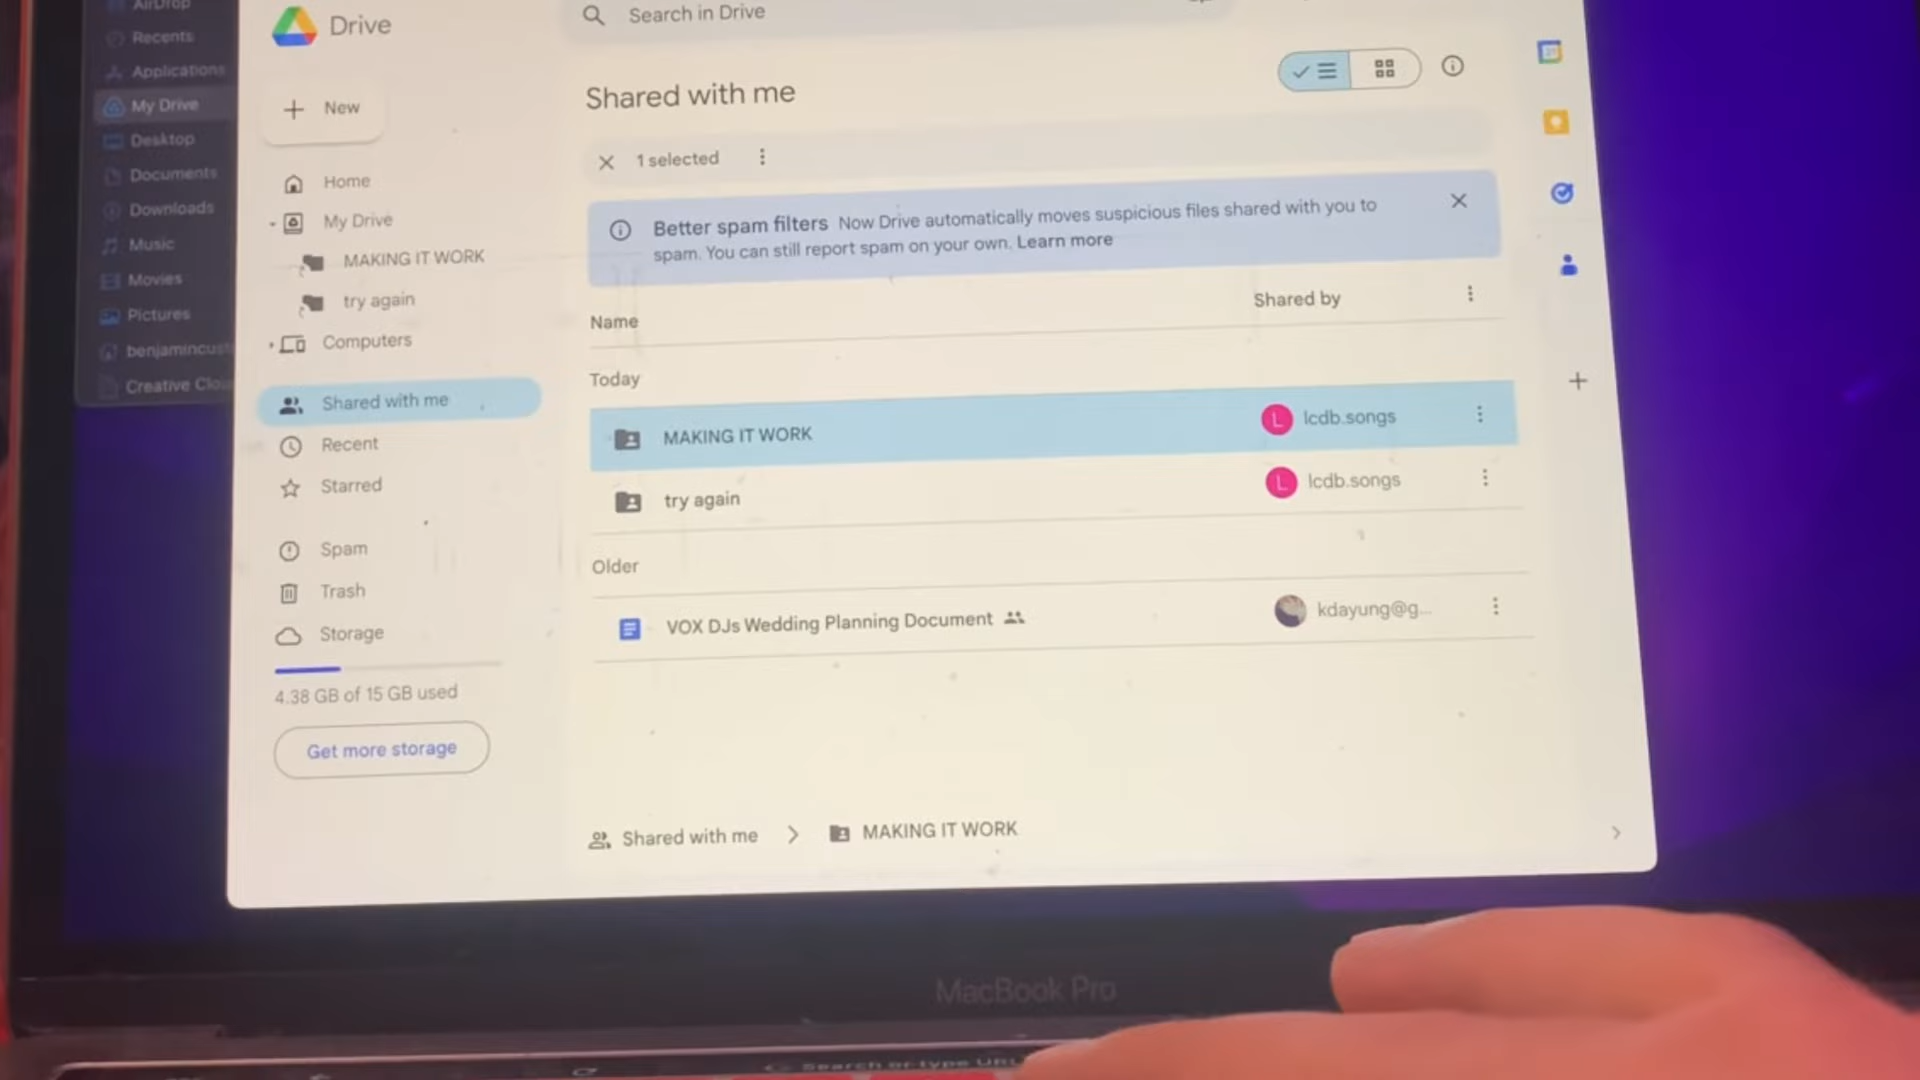 AirDrop
Recents
Applications
My Drive
Desktop
Documents
Downloads
Music
Movies
Pictures
Drive
Search in Drive
New
Home
My Drive
MAKING IT WORK
try again
Computers
Shared with me
Recent
Starred
Spam
Trash
Storage
4.38 GB of 15 GB used
Get more storage
Shared with me
1 selected
Better spam filters Now Drive automatically moves suspicious files shared with you to
spam. You can still report spam on your own. Learn more
Name Shared by
Today
MAKING IT WORK L lcdb.songs
try again L lcdb.songs
Older
VOX DJs Wedding Planning Document kdayung@g...
Shared with me > MAKING IT WORK
MacBook Pro
Search or type URL